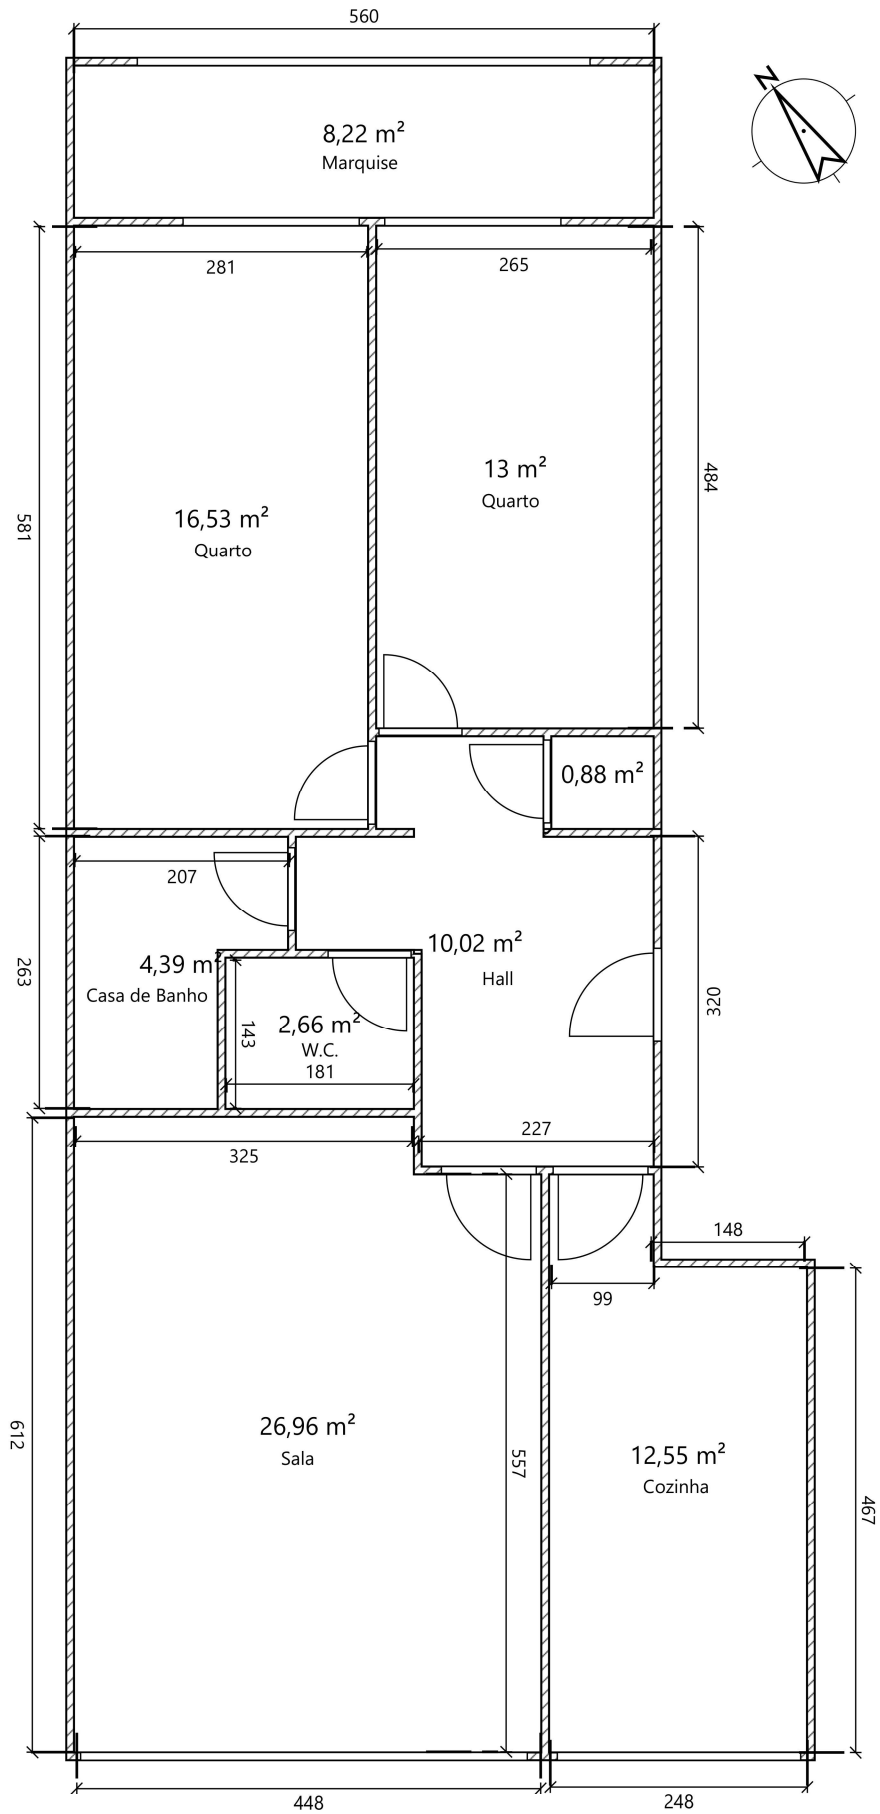 560
N
8,22 m²
Marquise
281
265
13 m²
Quarto
484
16,53 m²
Quarto
581
0,88 m²
207
10,02 m²
Hall
4,39 m²
Casa de Banho
263
143
2,66 m²
W.C.
181
320
325
227
148
99
26,96 m²
Sala
612
557
12,55 m²
Cozinha
467
448
248